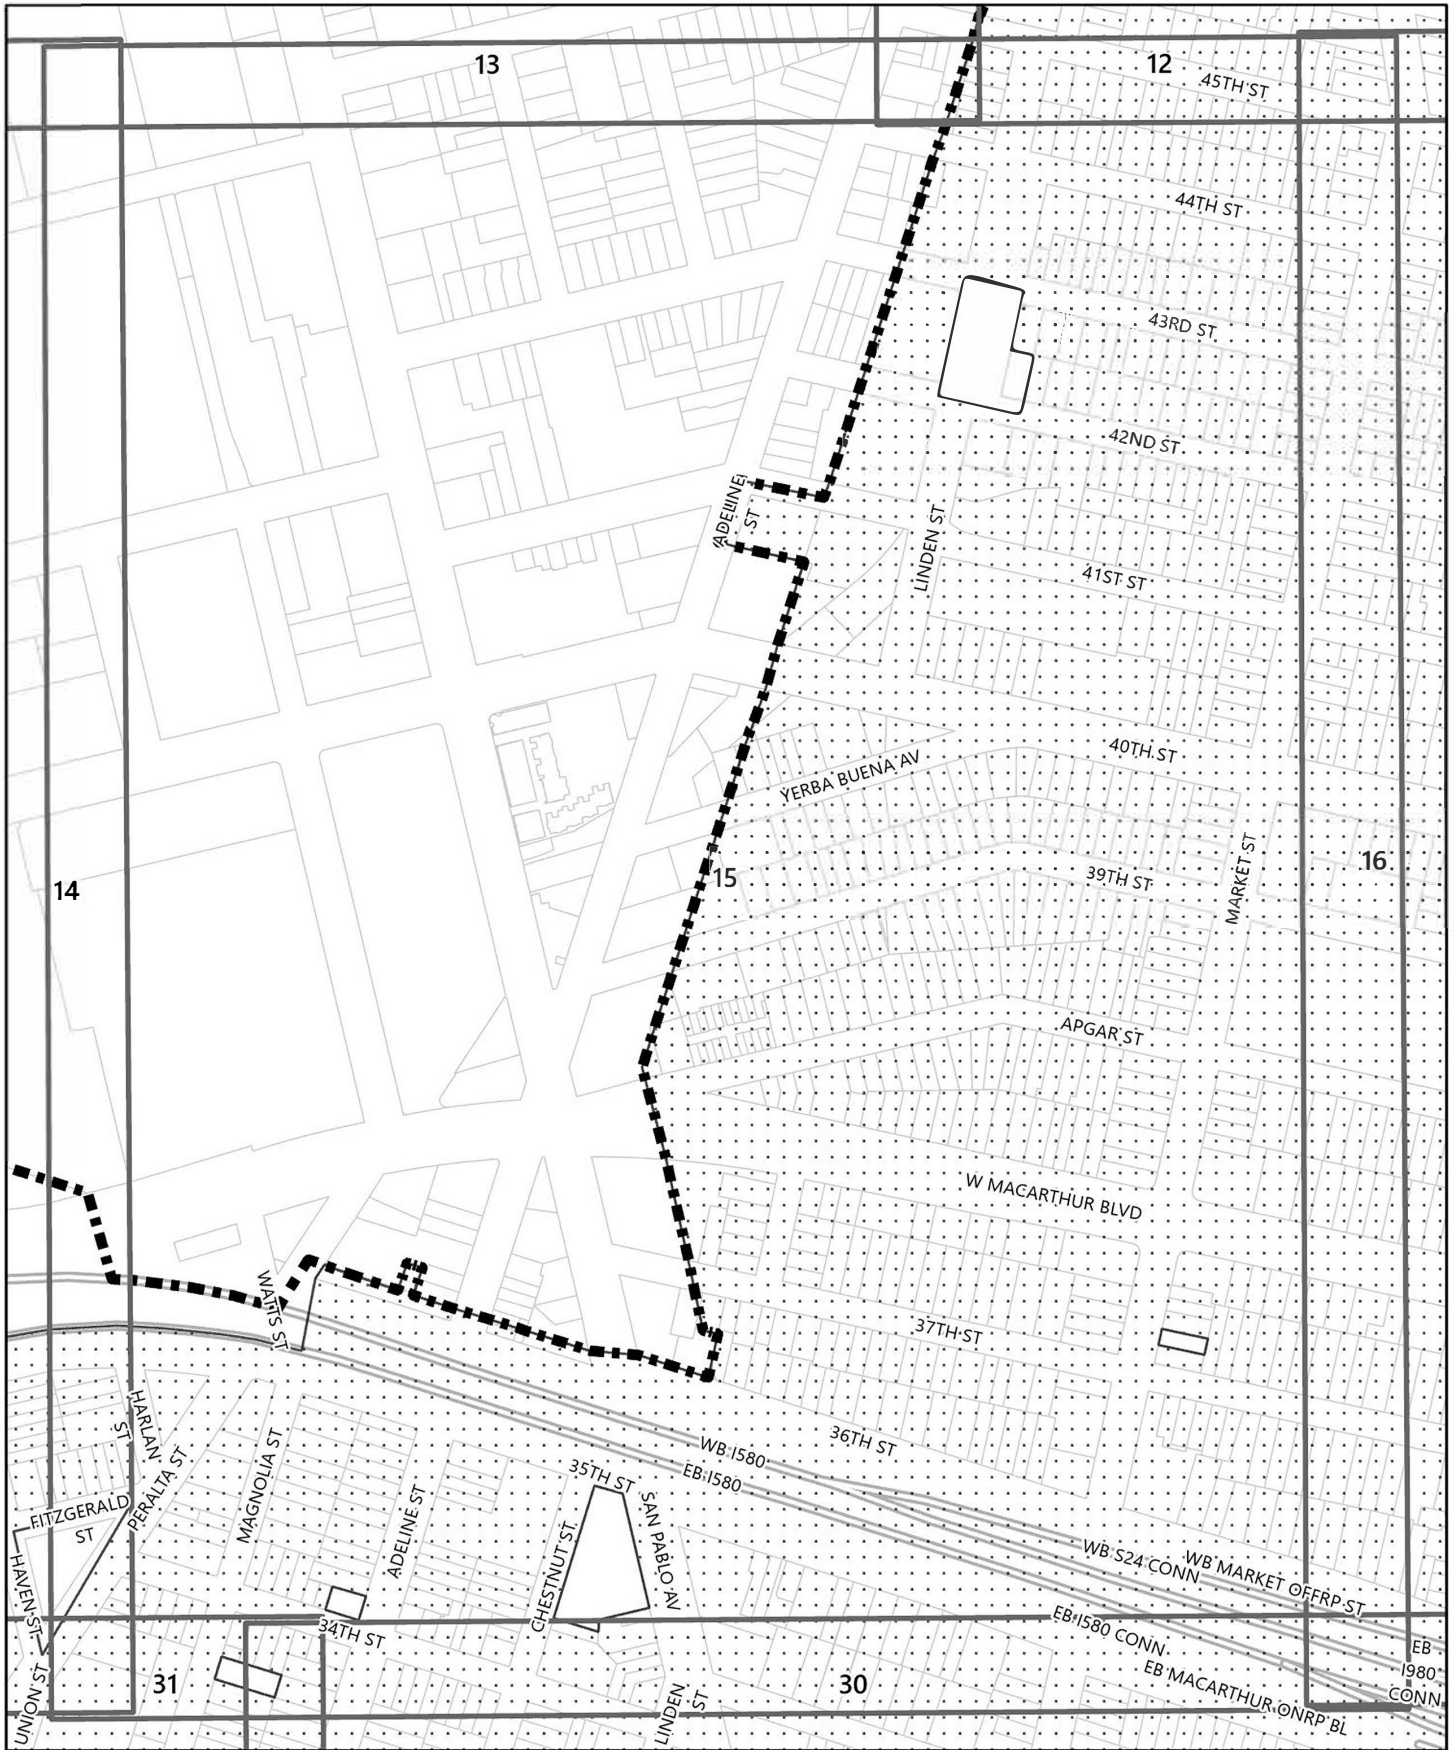 13
12
45TH ST
44TH ST
43RD ST
42ND ST
ADELINE
ST
LINDEN ST
41ST ST
40TH ST
YERBA BUENA AV
MARKET ST
16
39TH ST
15
14
APGAR ST
W MACARTHUR BLVD
WATTS ST
37TH ST
HARLAN
ST
PERALTA ST
MAGNOLIA ST
36TH ST
WB I580
EB I580
35TH ST
FITZGERALD
ST
ADELINE ST
SAN PABLO AV
CHESTNUT ST
HAVEN ST
WB S24 CONN
WB MARKET OFFRP ST
34TH ST
EB I580 CONN
EB
I980
CONN
EB MACARTHUR ONRP BL
31
30
UNION ST
LINDEN
ST